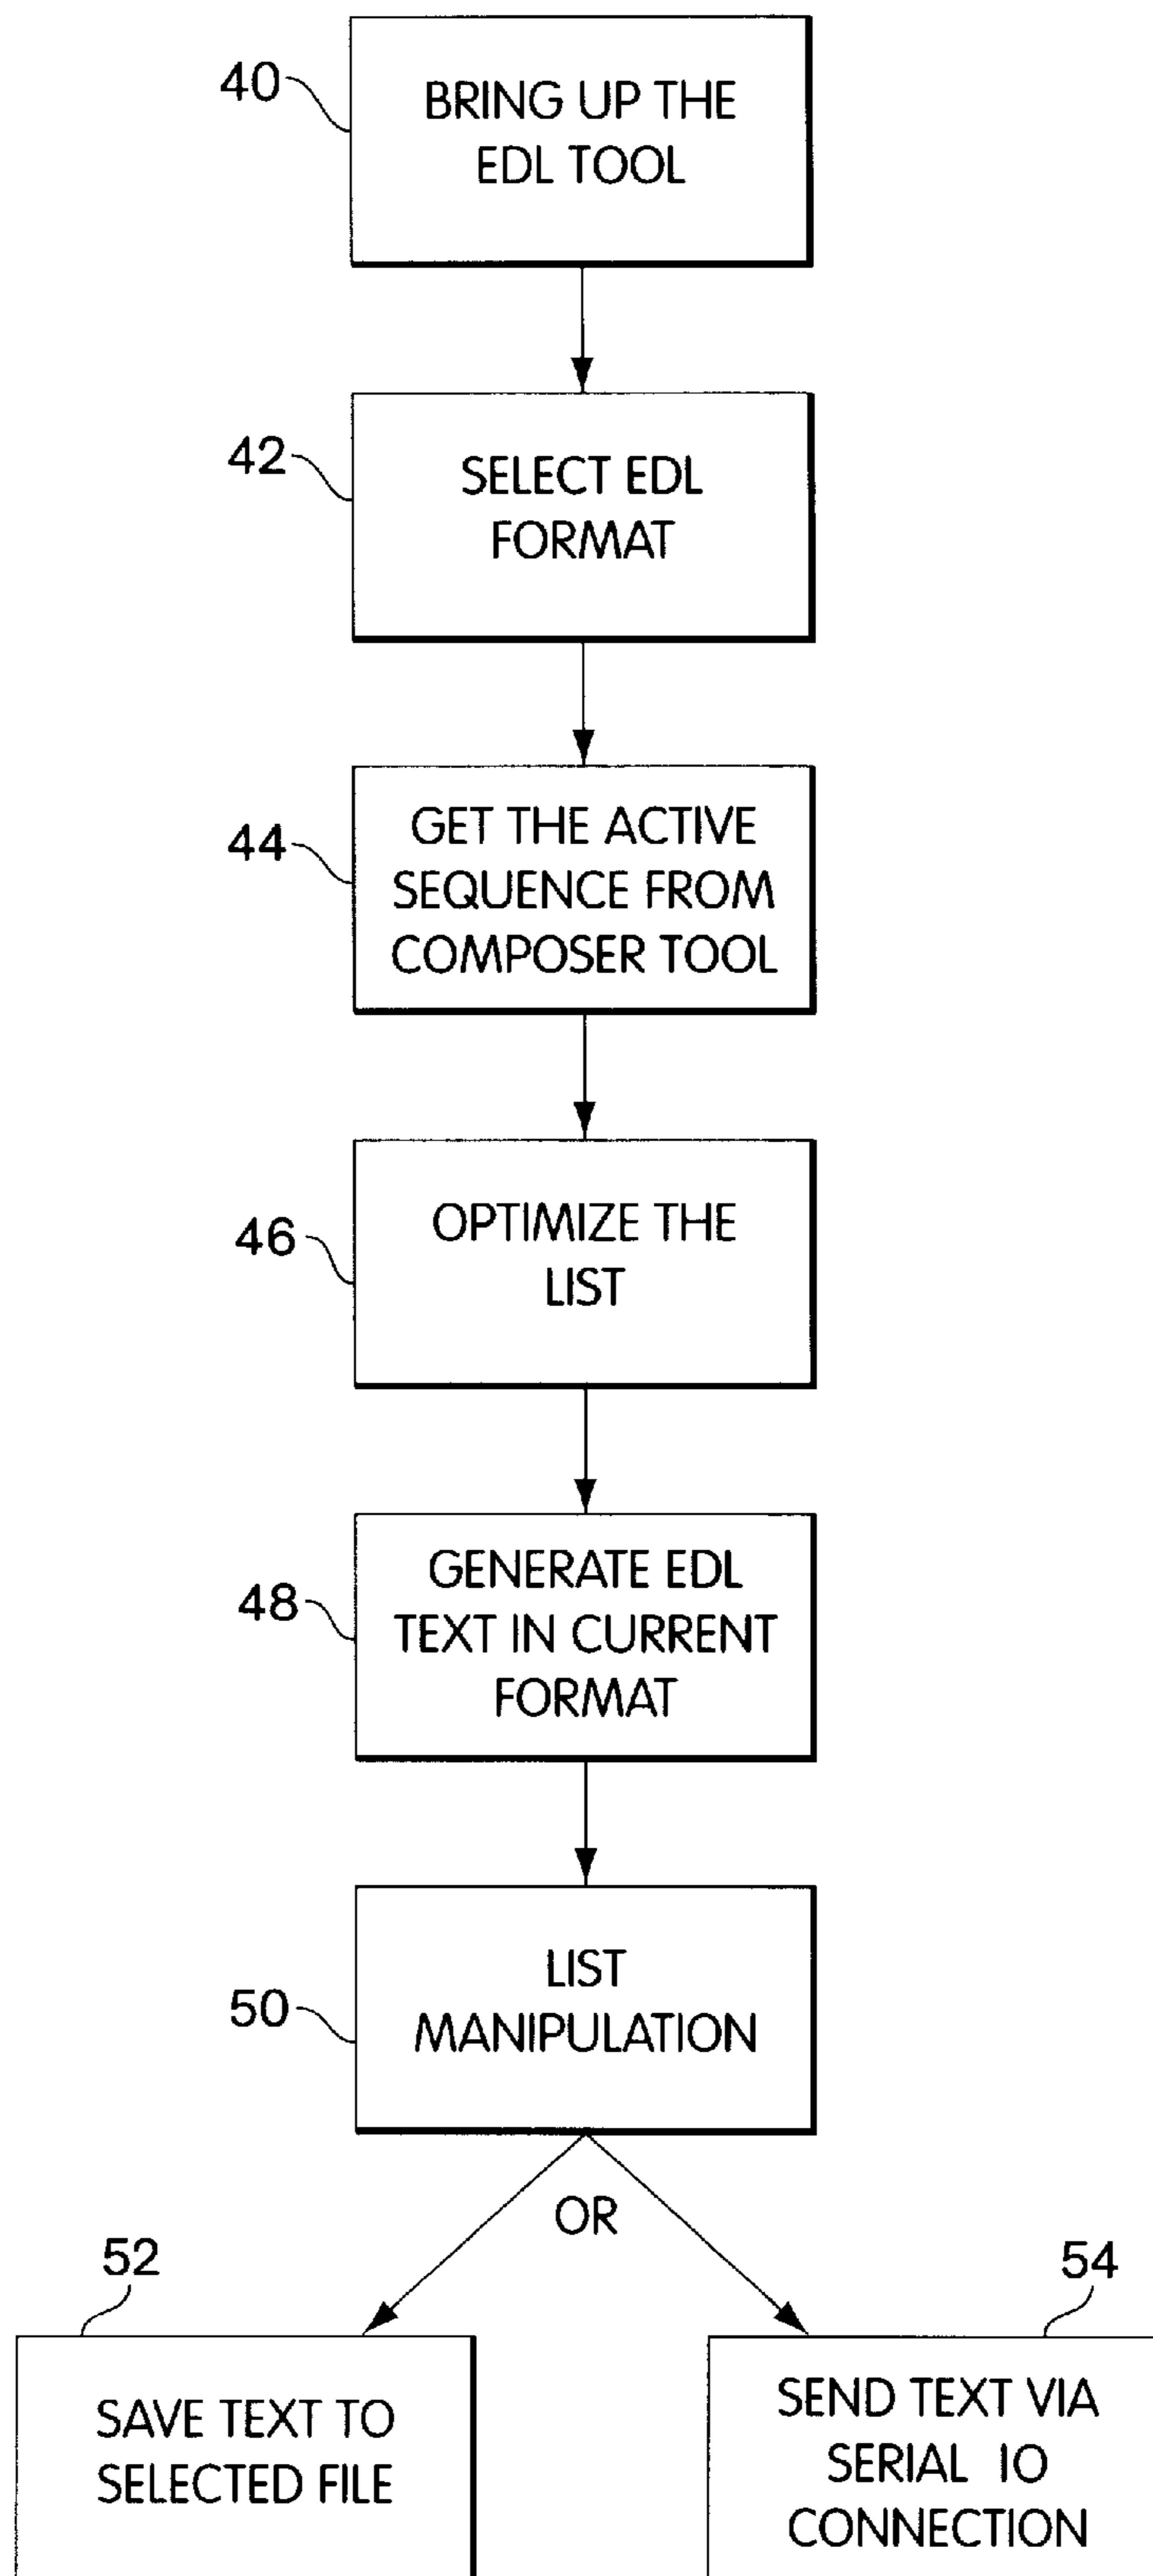 40
BRING UP THE
EDL TOOL
42
SELECT EDL
FORMAT
44
GET THE ACTIVE
SEQUENCE FROM
COMPOSER TOOL
46
OPTIMIZE THE
LIST
48
GENERATE EDL
TEXT IN CURRENT
FORMAT
50
LIST
MANIPULATION
OR
52
SAVE TEXT TO
SELECTED FILE
54
SEND TEXT VIA
SERIAL IO
CONNECTION